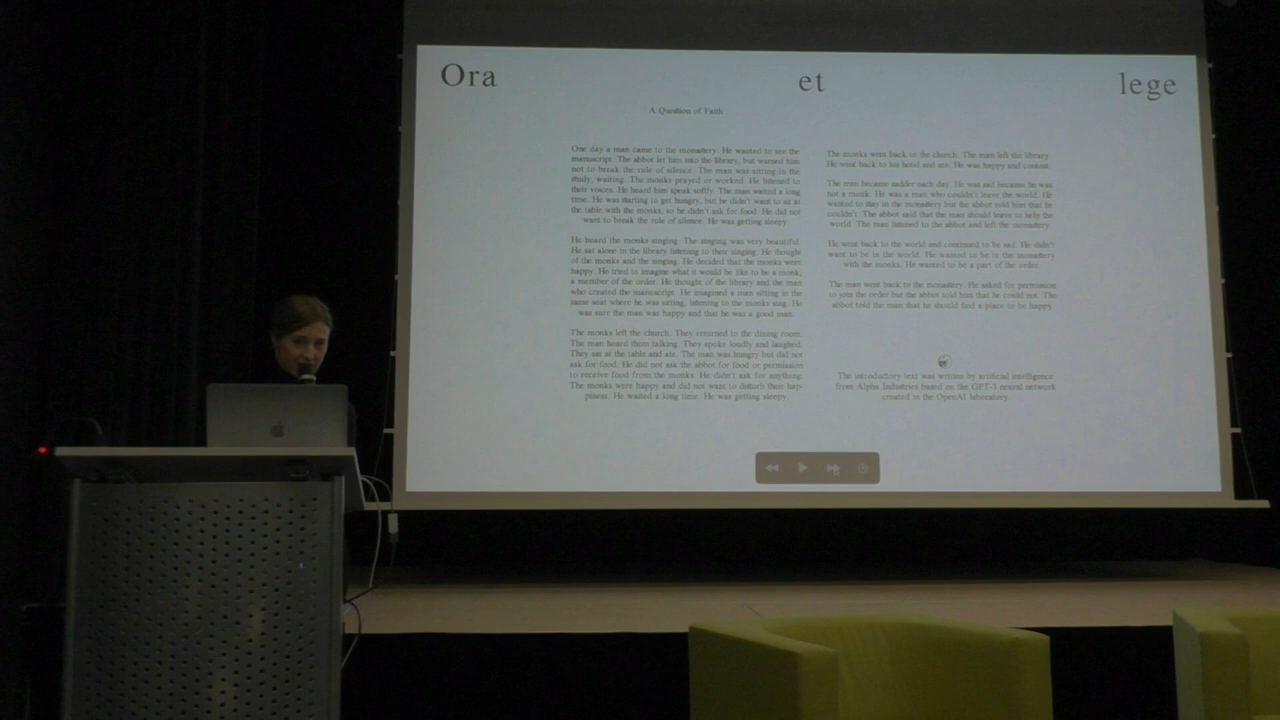 Ora et lege
A Question of Faith
One day a man came to the monastery. He wanted to see the
manuscript. The abbot let him into the library, but warned him
not to break the rule of silence. The man was sitting in the
study, waiting. The monks prayed or worked. He listened to
their voices. He heard him speak softly. The man waited a long
time. He was starting to get hungry, but he didn't want to sit at
the table with the monks, so he didn't ask for food. He did not
want to break the rule of silence. He was getting sleepy.
He heard the monks singing. The singing was very beautiful.
He sat alone in the library listening to their singing. He thought
of the monks and the singing. He decided that the monks were
happy. He tried to imagine what it would be like to be a monk,
a member of the order. He thought of the library and the man
who created the manuscript. He imagined a man sitting in the
same seat where he was sitting, listening to the monks sing. He
was sure the man was happy and that he was a good man.
The monks left the church. They returned to the dining room.
The man heard them talking. They spoke loudly and laughed.
They sat at the table and ate. The man was hungry but did not
ask for food. He did not ask the abbot for food or permission
to receive food from the monks. He didn't ask for anything.
The monks were happy and did not want to disturb their hap-
piness. He waited a long time. He was getting sleepy.
The monks went back to the church. The man left the library.
He went back to his hotel and ate. He was happy and content.
The man became sadder each day. He was sad because he was
not a monk. He was a man who couldn't leave the world. He
wanted to stay in the monastery but the abbot told him that he
couldn't. The abbot said that the man should leave to help the
world. The man listened to the abbot and left the monastery.
He went back to the world and continued to be sad. He didn't
want to be in the world. He wanted to be in the monastery
with the monks. He wanted to be a part of the order.
The man went back to the monastery. He asked for permission
to join the order but the abbot told him that he could not. The
abbot told the man that he should find a place to be happy.
The introductory text was written by artificial intelligence
from Alpha Industries based on the GPT-3 neural network
created in the OpenAI laboratory.